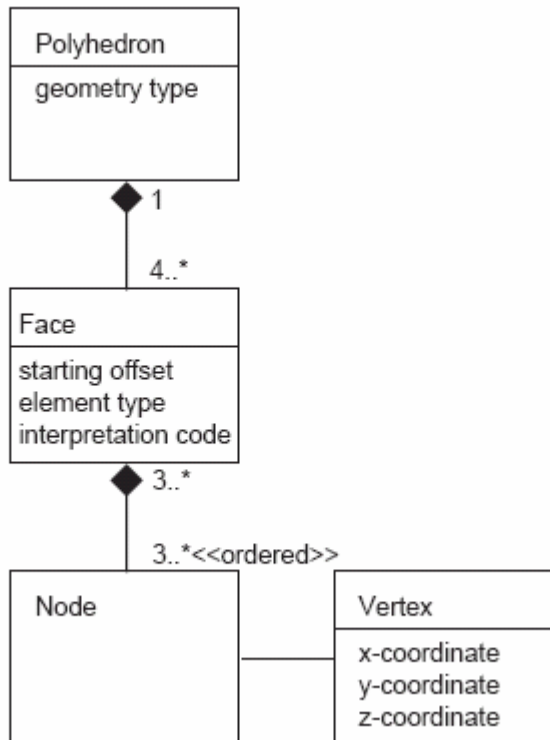 Polyhedron
geometry type
1
4..*
Face
starting offset
element type
interpretation code
3..*
3..*<<ordered>>
Node
Vertex
x-coordinate
y-coordinate
z-coordinate